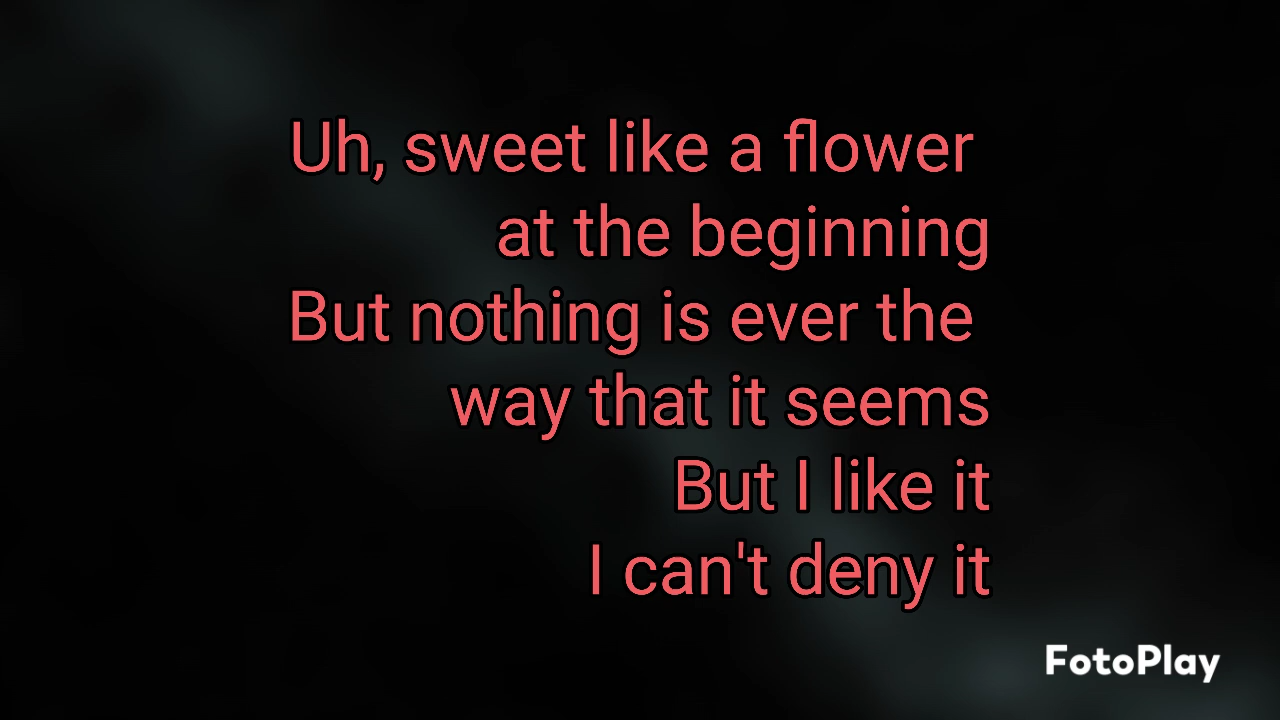 Uh, sweet like a flower
at the beginning
But nothing is ever the
way that it seems
But I like it
I can't deny it
FotoPlay